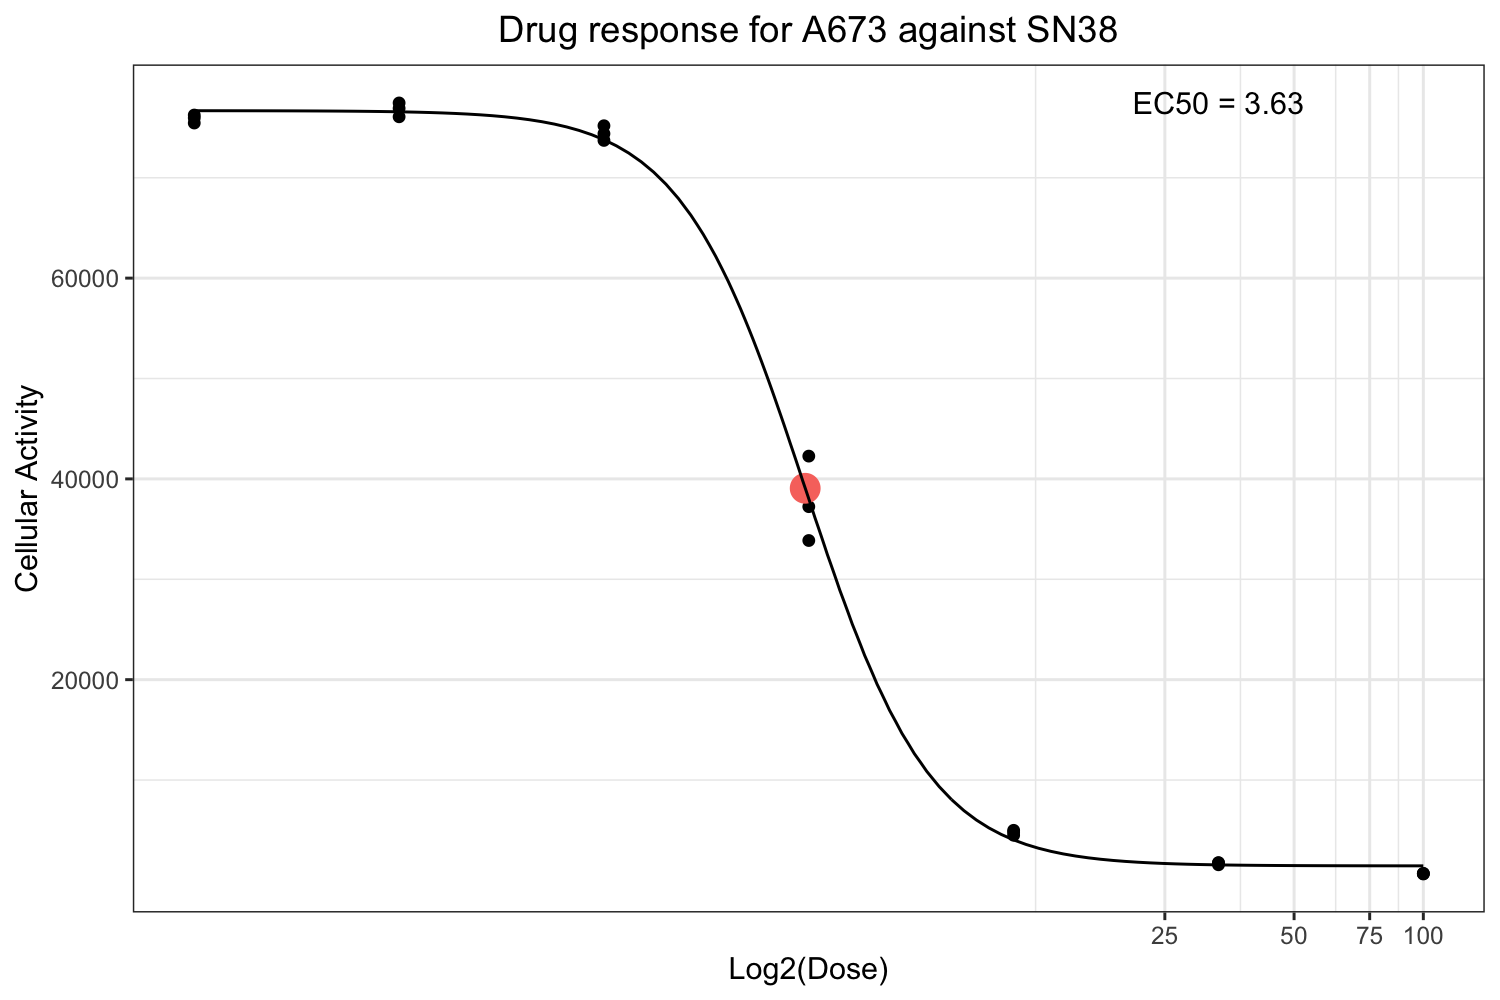 Drug response for A673 against SN38
EC50 = 3.63
60000
40000
20000
Cellular Activity
25 50 75 100
Log2(Dose)